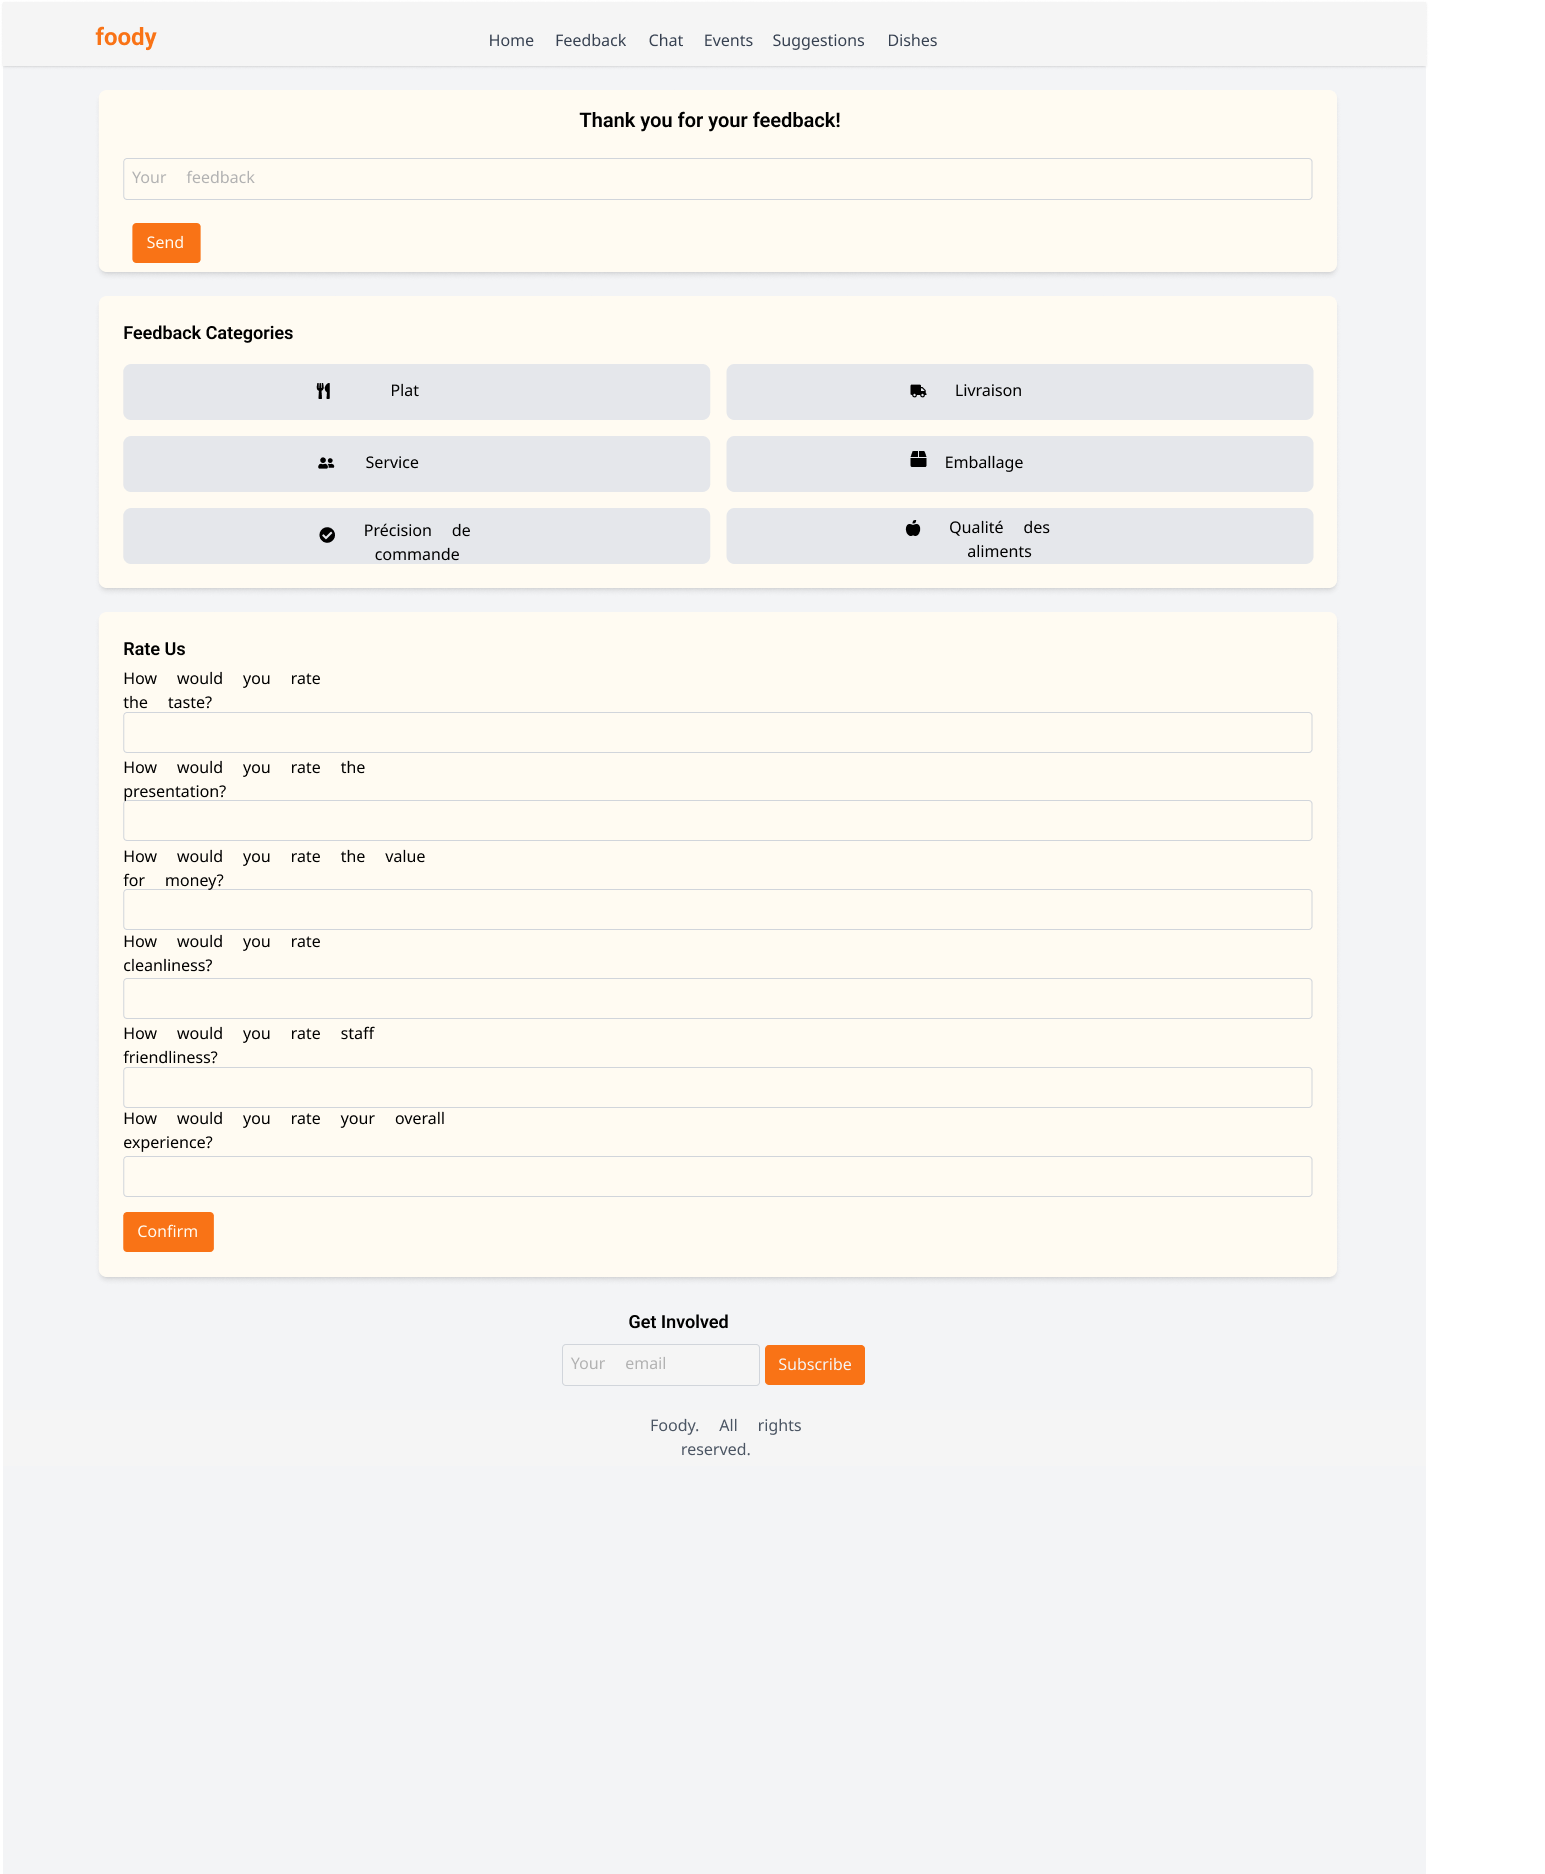 foody
Home Feedback Chat Events Suggestions Dishes
Thank you for your feedback!
Your feedback
Send
Feedback Categories
Plat
Livraison
Service
Emballage
Précision de
commande
Qualité des
aliments
Rate Us
How would you rate
the taste?
How would you rate the
presentation?
How would you rate the value
for money?
How would you rate
cleanliness?
How would you rate staff
friendliness?
How would you rate your overall
experience?
Confirm
Get Involved
Your email
Subscribe
Foody. All rights
reserved.